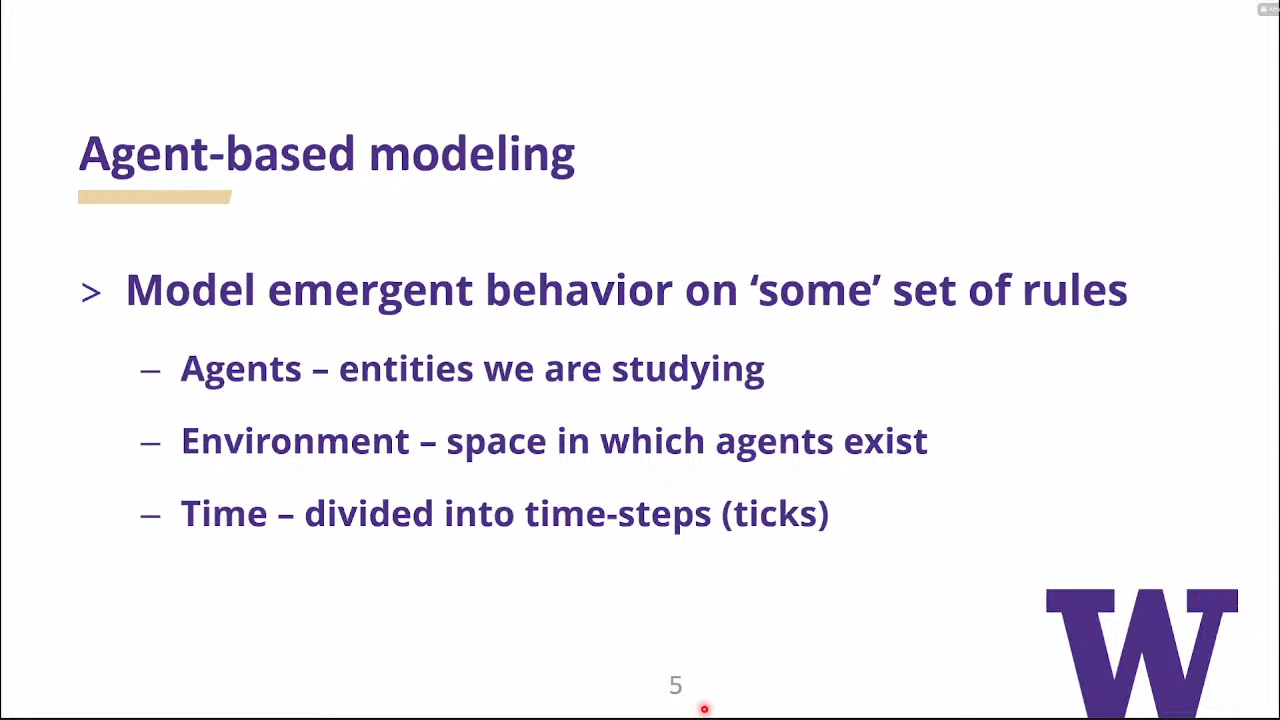 Agent-based modeling
> Model emergent behavior on ‘some’ set of rules
– Agents – entities we are studying
– Environment – space in which agents exist
– Time – divided into time-steps (ticks)
W
5